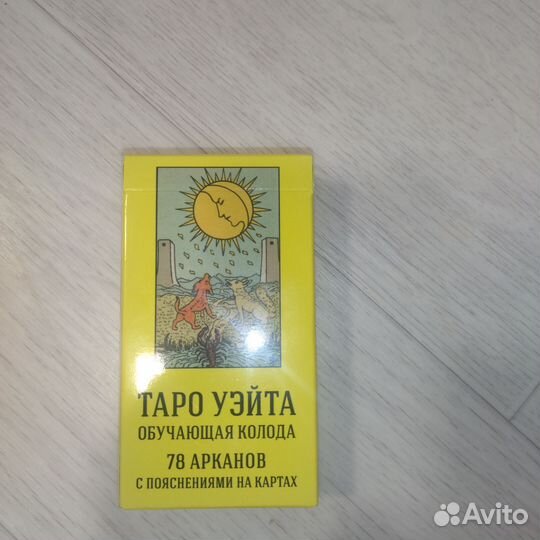 ТАРО УЭЙТА
ОБУЧАЮЩАЯ КОЛОДА
78 АРКАНОВ
С ПОЯСНЕНИЯМИ НА КАРТАХ
Avito